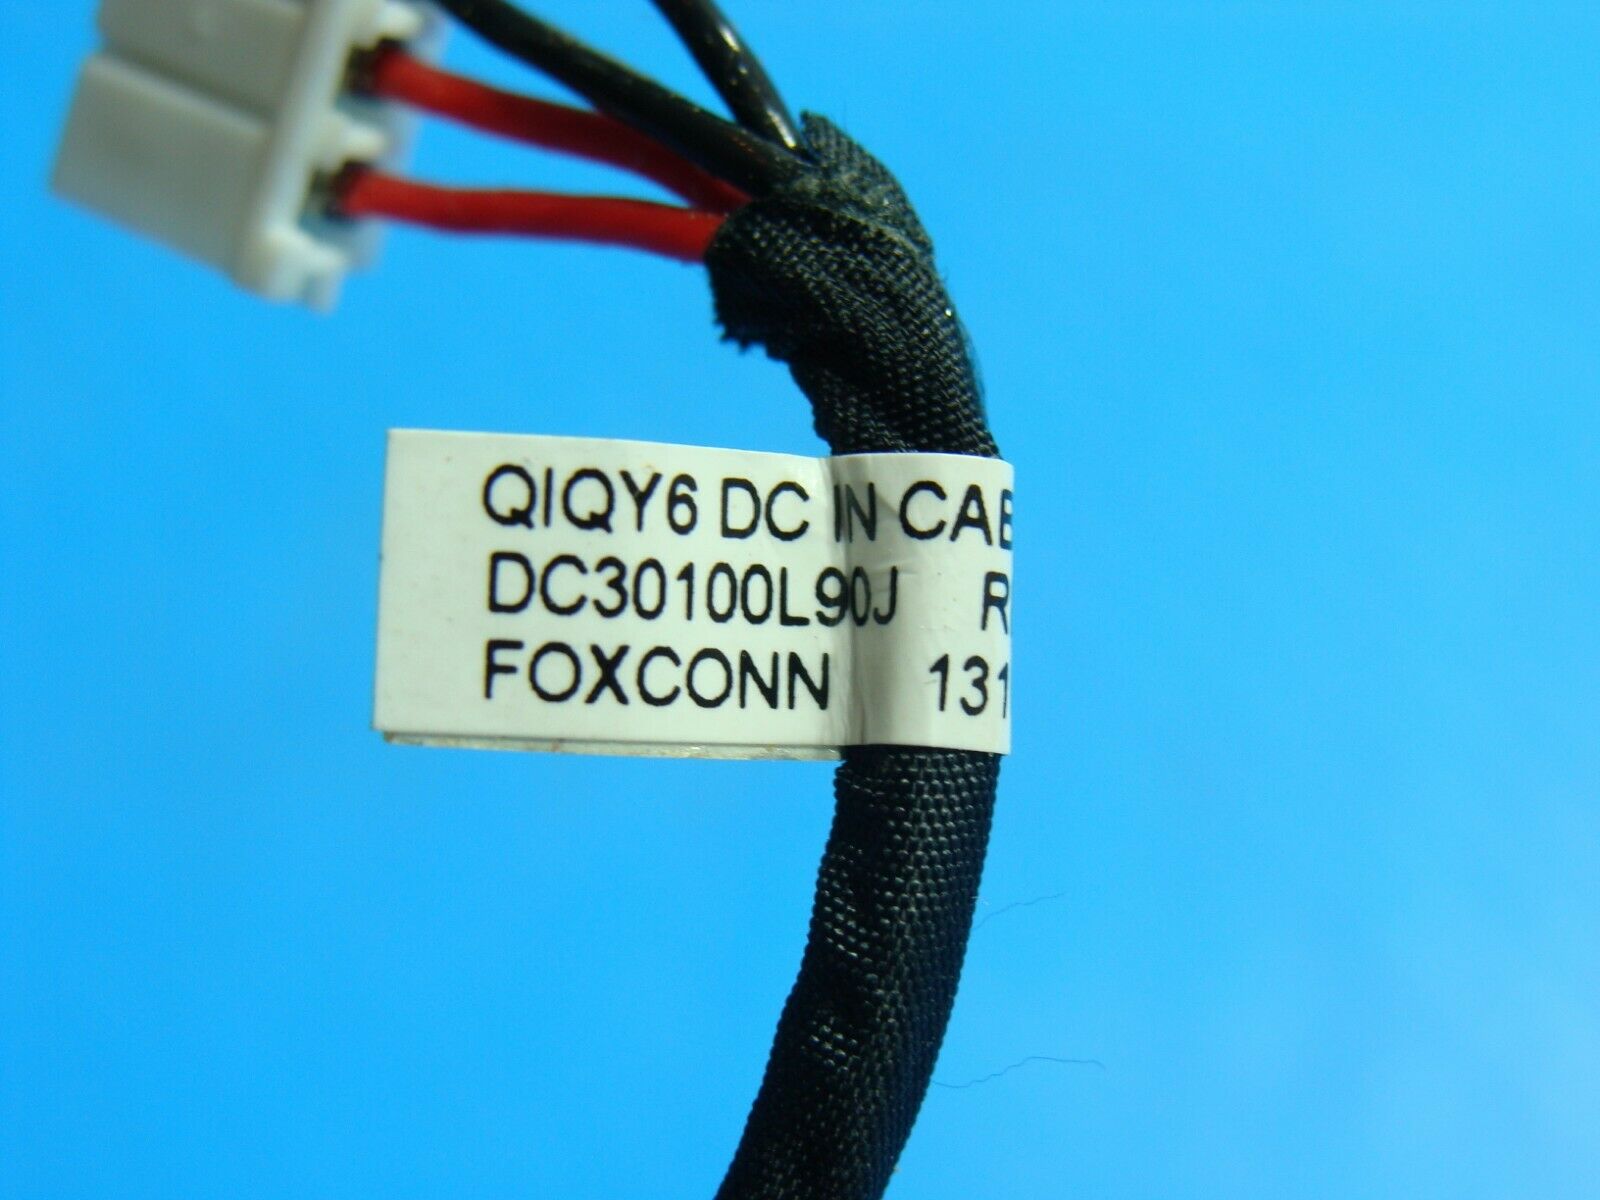 QIQY6 DC IN CAB
DC30100L90J R
FOXCONN 131